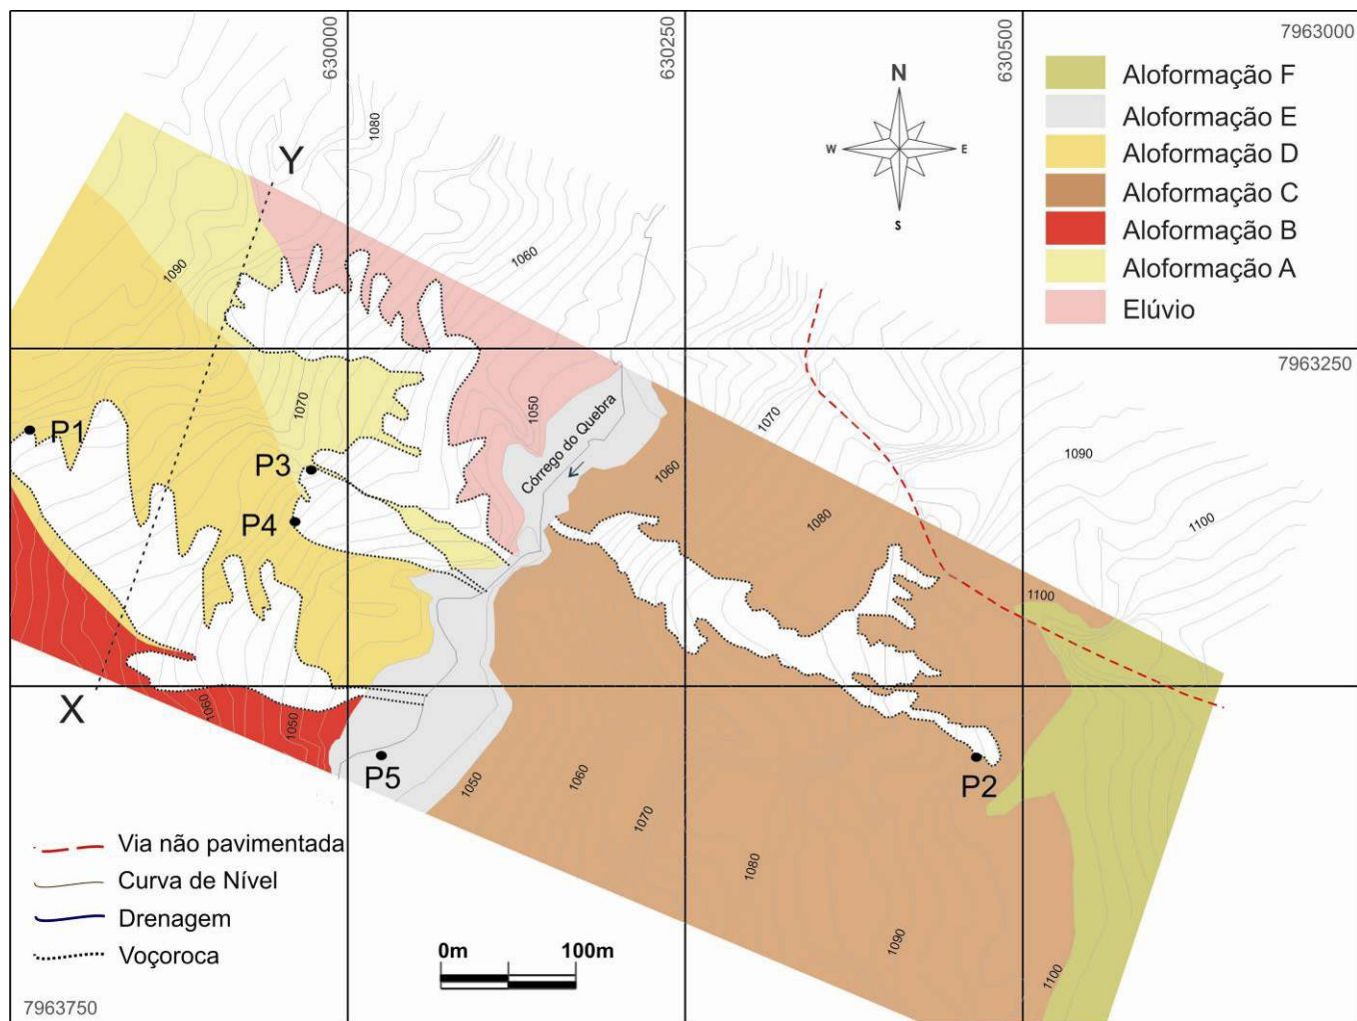 630000
630250
630500
7963000
Aloformação F
Aloformação E
Aloformação D
Aloformação C
Aloformação B
Aloformação A
Elúvio
N
W
E
S
1080
Y
1060
1090
7963250
1070
1050
Córrego do Quebra
1070
1090
P1
P3
1060
P4
1080
1100
1100
X
1060
1050
P5
1050
1060
P2
1070
1080
1090
1100
Via não pavimentada
Curva de Nível
Drenagem
Voçoroca
0m
100m
7963750